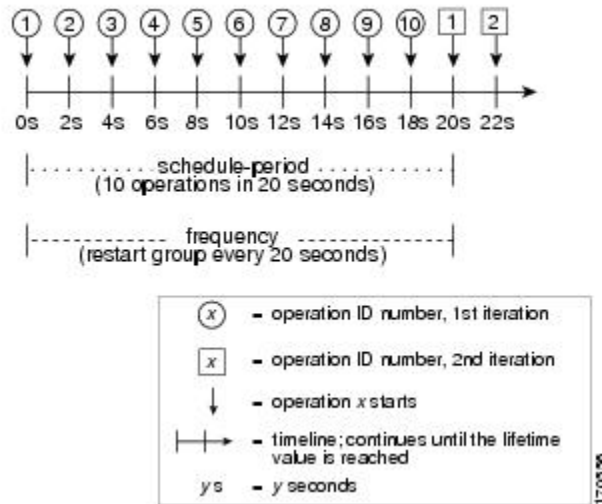 1 2 3 4 5 6 7 8 9 10 1 2
0s 2s 4s 6s 8s 10s 12s 14s 16s 18s 20s 22s
schedule-period
(10 operations in 20 seconds)
frequency
(restart group every 20 seconds)
x = operation ID number, 1st iteration
x = operation ID number, 2nd iteration
= operation x starts
= timeline; continues until the lifetime
value is reached
y s = y seconds